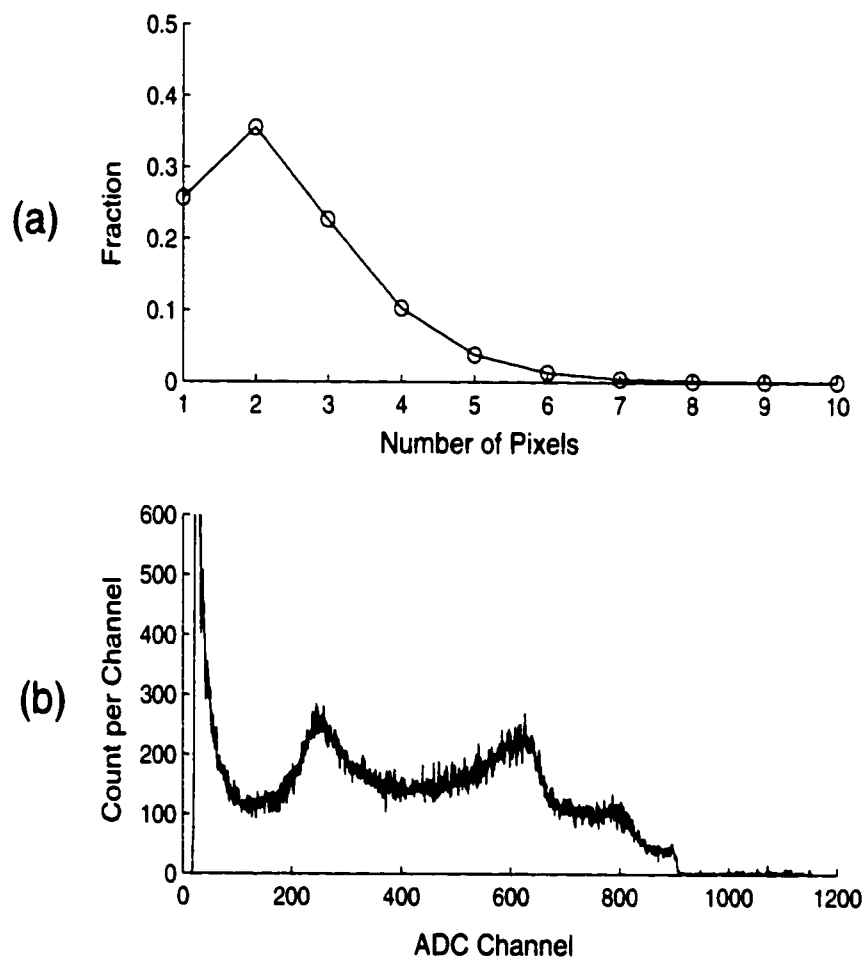 (a)
Fraction
0.5
0.4
0.3
0.2
0.1
0
1 2 3 4 5 6 7 8 9 10
Number of Pixels
(b)
Count per Channel
600
500
400
300
200
100
0
0 200 400 600 800 1000 1200
ADC Channel